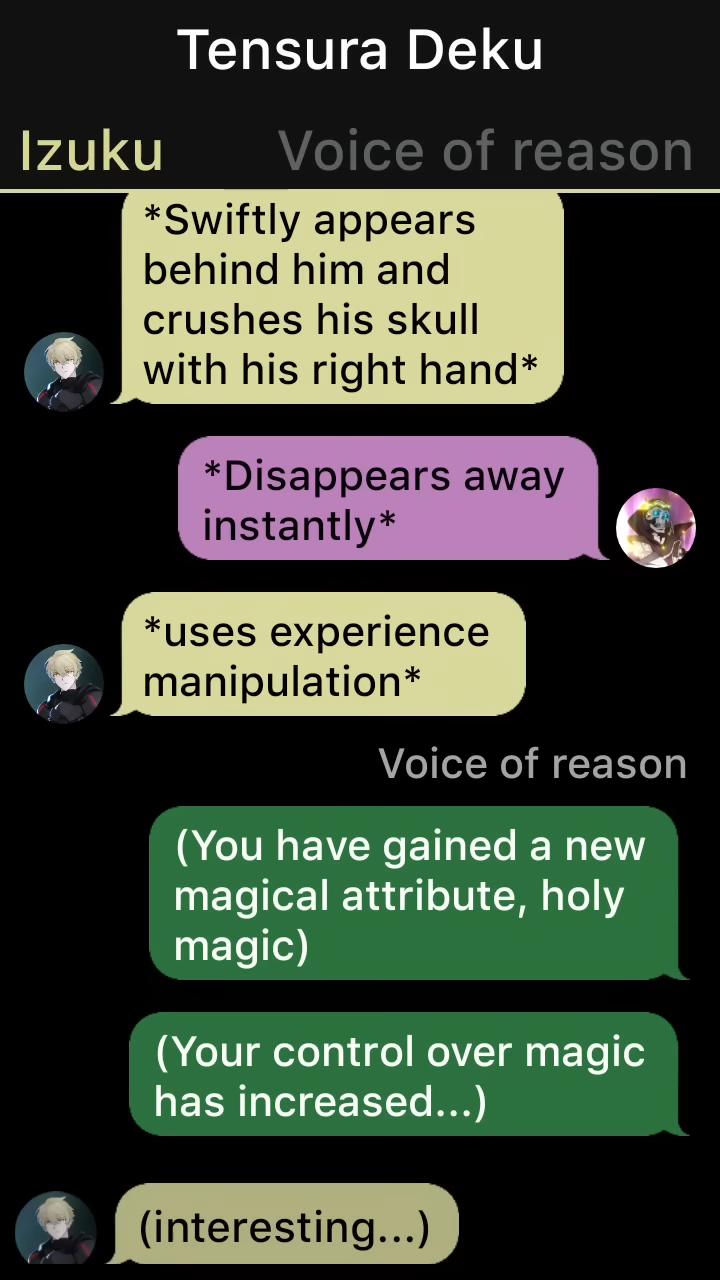 Tensura Deku
Izuku
Voice of reason
*Swiftly appears
behind him and
crushes his skull
with his right hand*
*Disappears away
instantly*
*uses experience
manipulation*
Voice of reason
(You have gained a new
magical attribute, holy
magic)
(Your control over magic
has increased...)
(interesting...)